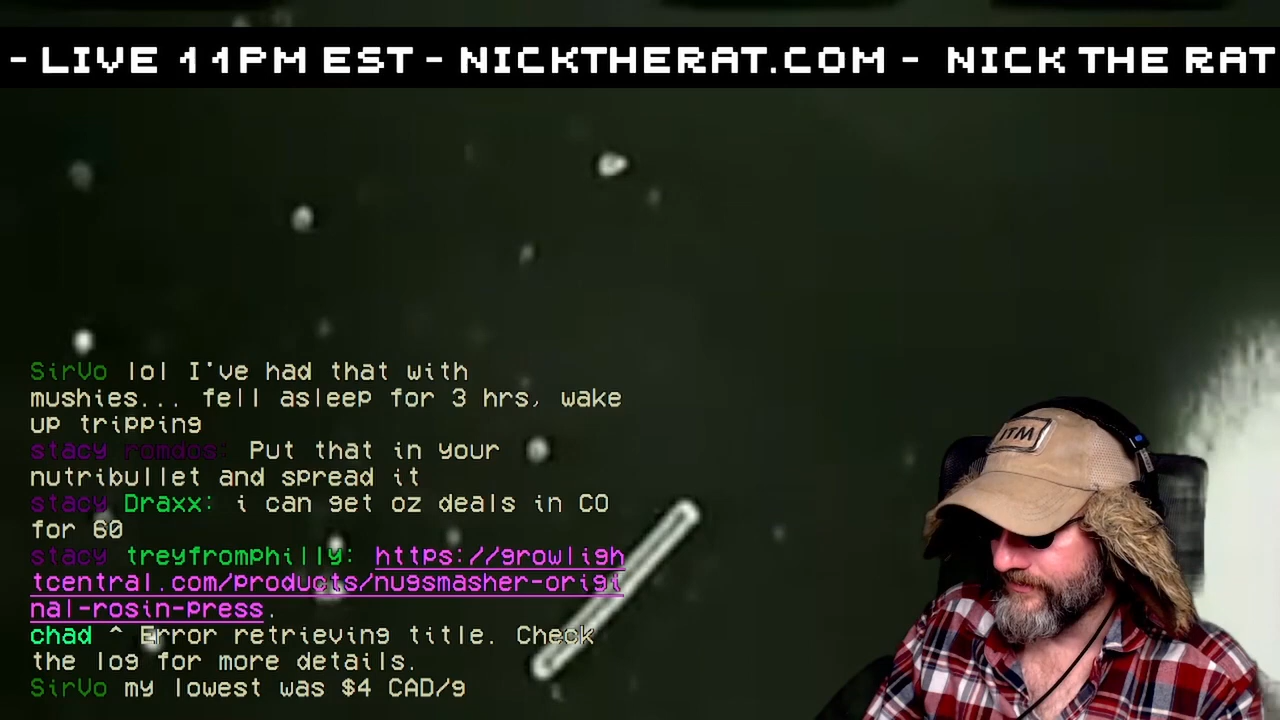 - LIVE 11PM EST - NICKTHERAT.COM - NICK THE RAT
SirVo lol I've had that with
mushies... fell asleep for 3 hrs, wake
up tripping
stacy romdos: Put that in your
nutribullet and spread it
stacy Draxx: i can get oz deals in CO
for 60
stacy treyfromphilly: https://growligh
tcentral.com/products/nugsmasher-origi
nal-rosin-press.
chad ^ Error retrieving title. Check
the log for more details.
SirVo my lowest was $4 CAD/g
ITM